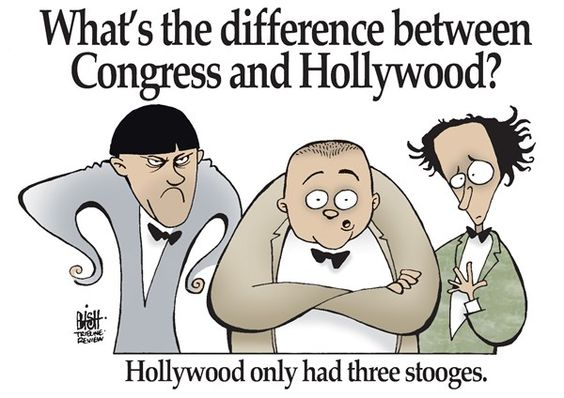 What's the difference between
Congress and Hollywood?
BISH
TRIBUNE
REVIEW
Hollywood only had three stooges.